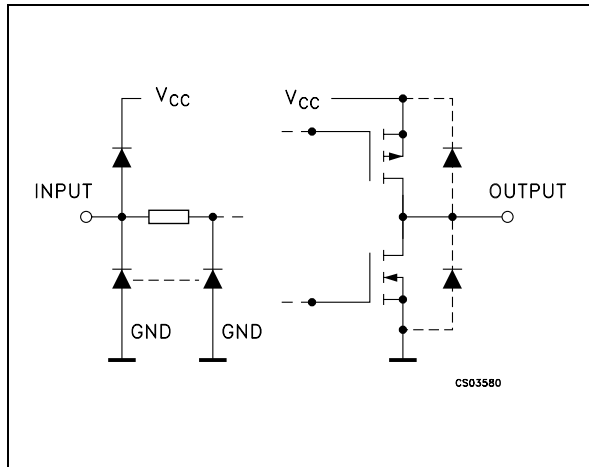 VCC
VCC
INPUT
OUTPUT
GND
GND
CS03580